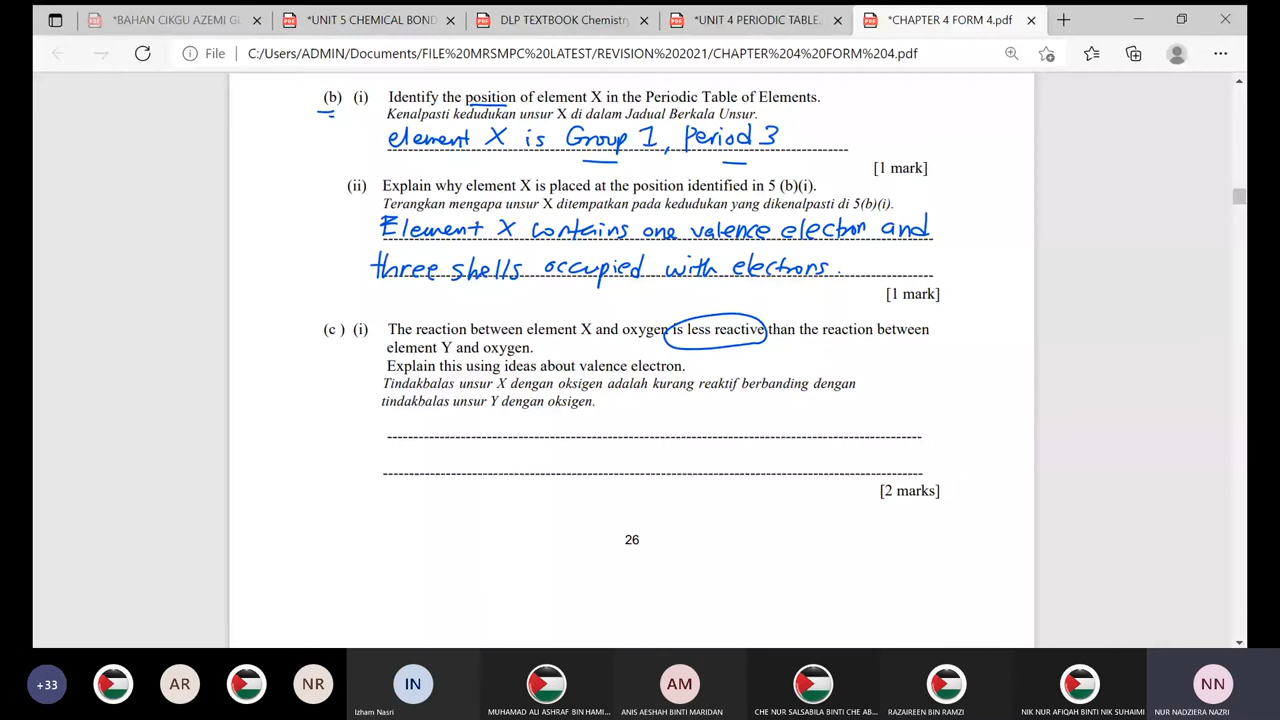 *BAHAN CIKGU AZEMI GU
*UNIT 5 CHEMICAL BOND
DLP TEXTBOOK Chemistry
*UNIT 4 PERIODIC TABLE.
*CHAPTER 4 FORM 4.pdf
File C:/Users/ADMIN/Documents/FILE%20MRSMPC%20LATEST/REVISION%202021/CHAPTER%204%20FORM%204.pdf
(b) (i) Identify the position of element X in the Periodic Table of Elements.
Kenalpasti kedudukan unsur X di dalam Jadual Berkala Unsur.
element X is Group 1, Period 3
[1 mark]
(ii) Explain why element X is placed at the position identified in 5 (b)(i).
Terangkan mengapa unsur X ditempatkan pada kedudukan yang dikenalpasti di 5(b)(i).
Element X contains one valence electron and
three shells occupied with electrons.
[1 mark]
(c ) (i) The reaction between element X and oxygen is less reactive than the reaction between
element Y and oxygen.
Explain this using ideas about valence electron.
Tindakbalas unsur X dengan oksigen adalah kurang reaktif berbanding dengan
tindakbalas unsur Y dengan oksigen.
[2 marks]
26
+33
AR
NR
IN
Izham Nasri
MUHAMAD ALI ASHRAF BIN HAMI...
AM
ANIS AESHAH BINTI MARIDAN
CHE NUR SALSABILA BINTI CHE AB...
RAZAIREEN BIN RAMZI
NIK NUR AFIQAH BINTI NIK SUHAIMI
NN
NUR NADZIERA NAZRI